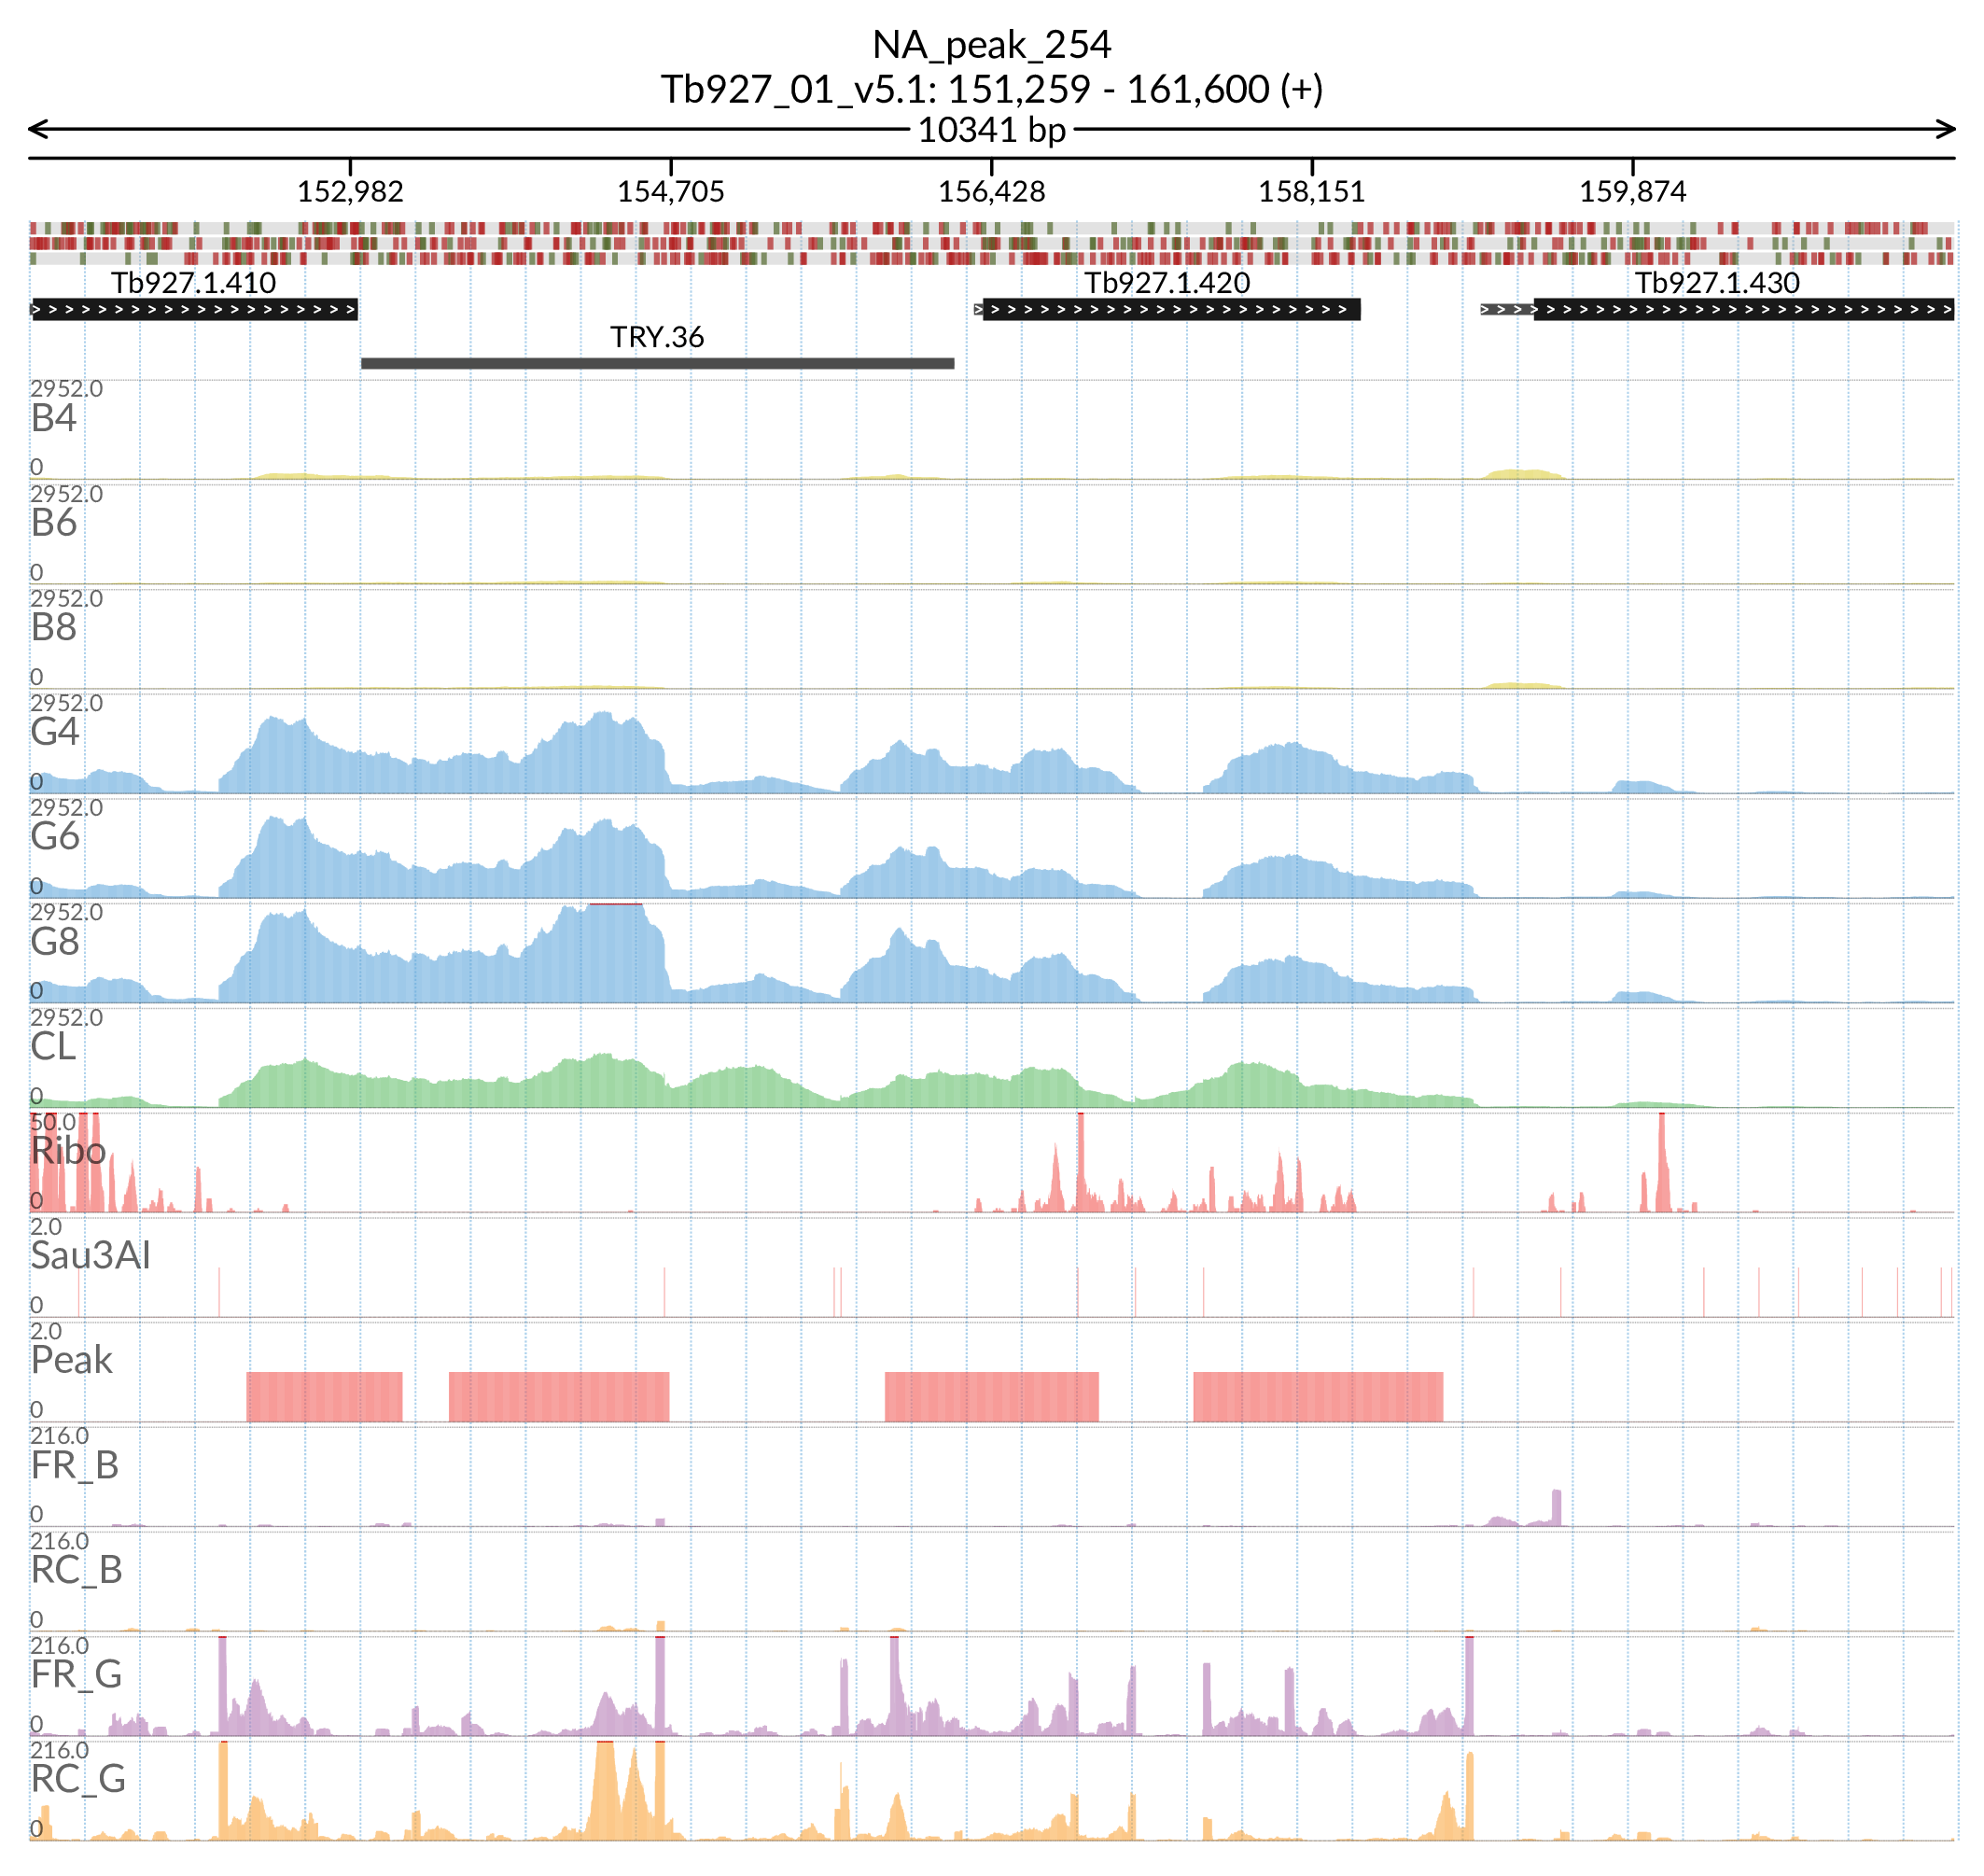 NA_peak_254
Tb927_01_v5.1: 151,259 - 161,600 (+)
10341 bp
152,982 154,705 156,428 158,151 159,874
Tb927.1.410 Tb927.1.420 Tb927.1.430
TRY.36
2952.0
B4
0
2952.0
B6
0
2952.0
B8
0
2952.0
G4
0
2952.0
G6
0
2952.0
G8
0
2952.0
CL
0
50.0
Ribo
0
2.0
Sau3AI
0
2.0
Peak
0
216.0
FR_B
0
216.0
RC_B
0
216.0
FR_G
0
216.0
RC_G
0